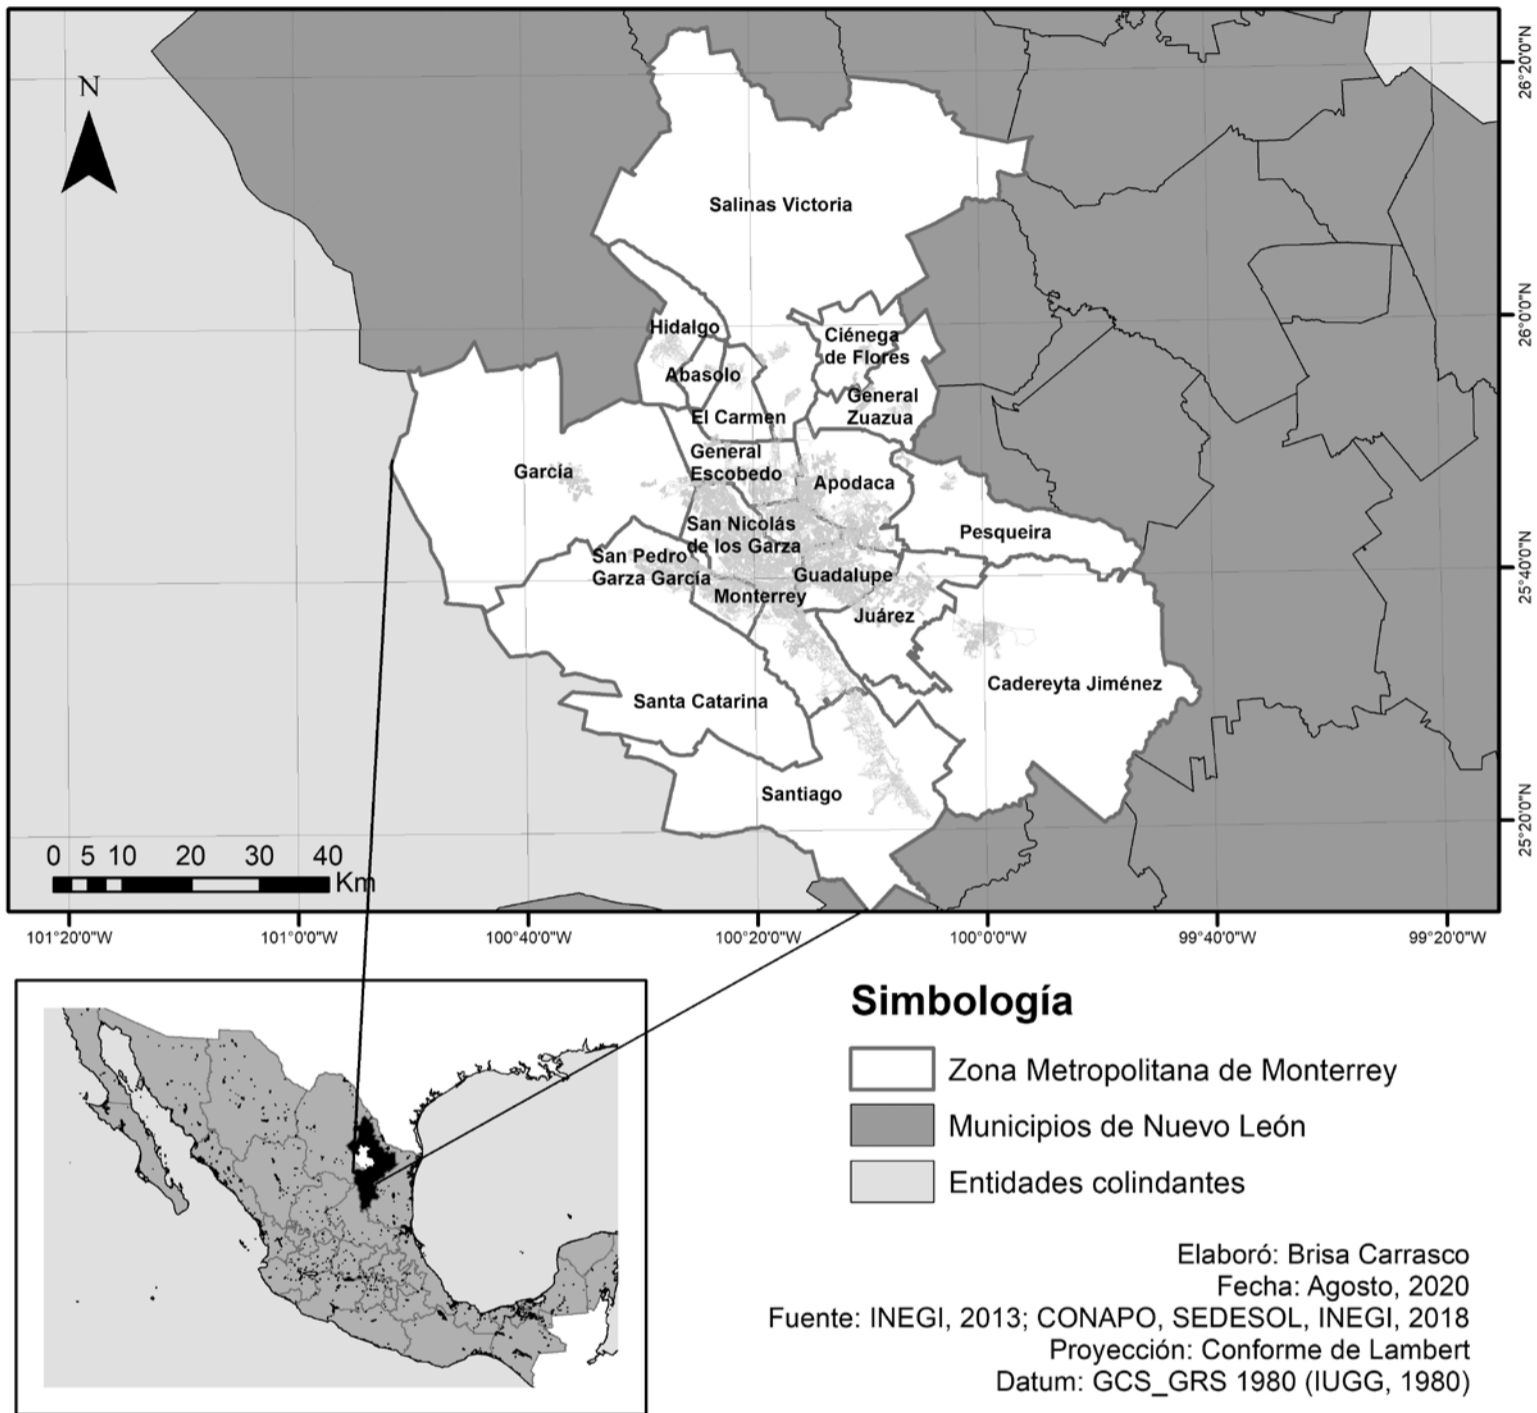 N
26°20'0"N
Salinas Victoria
26°0'0"N
Hidalgo
Ciénega
de Flores
Abasolo
General
Zuazua
El Carmen
General
Escobedo
García
Apodaca
San Nicolás
de los Garza
Pesqueira
San Pedro
Garza García
Guadalupe
25°40'0"N
Monterrey
Juárez
Cadereyta Jiménez
Santa Catarina
Santiago
25°20'0"N
0 5 10 20 30 40
Km
101°20'0"W 101°0'0"W 100°40'0"W 100°20'0"W 100°0'0"W 99°40'0"W 99°20'0"W
Simbología
Zona Metropolitana de Monterrey
Municipios de Nuevo León
Entidades colindantes
Elaboró: Brisa Carrasco
Fecha: Agosto, 2020
Fuente: INEGI, 2013; CONAPO, SEDESOL, INEGI, 2018
Proyección: Conforme de Lambert
Datum: GCS_GRS 1980 (IUGG, 1980)